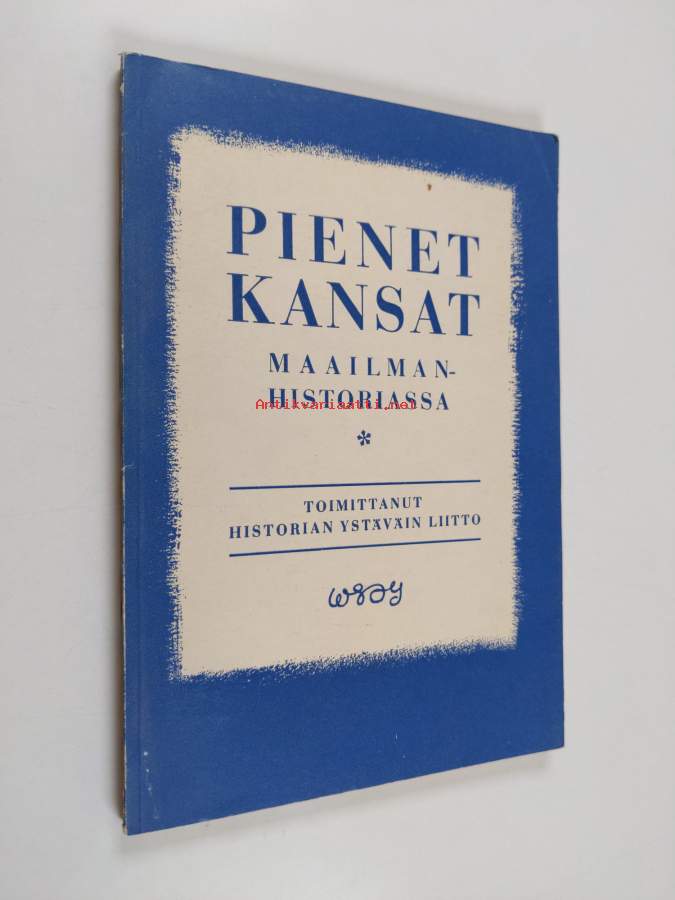 PIENET
KANSAT
MAAILMAN-
HISTORIASSA
Antikvariaatti.net
*
TOIMITTANUT
HISTORIAN YSTÄVÄIN LIITTO
WSOY